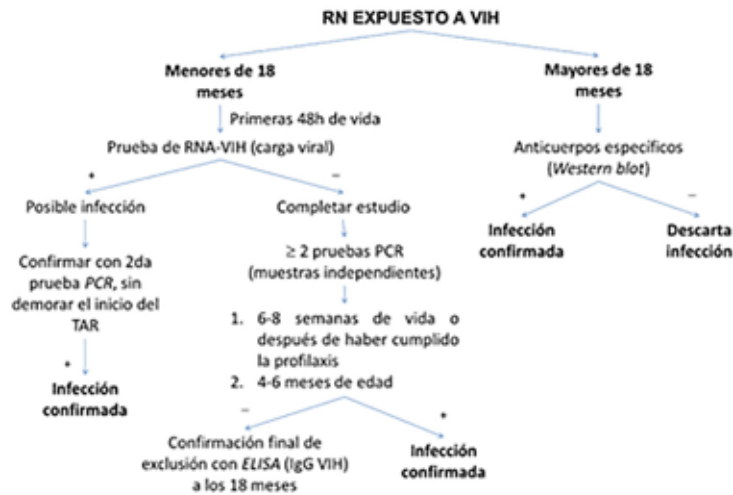 RN EXPUESTO A VIH
Menores de 18
meses
Mayores de 18
meses
Primeras 48h de vida
Prueba de RNA-VIH (carga viral)
Anticuerpos específicos
(Western blot)
+
–
+
–
Posible infección
Completar estudio
Infección
confirmada
Descarta
infección
Confirmar con 2da
prueba PCR, sin
demorar el inicio del
TAR
≥ 2 pruebas PCR
(muestras independientes)
1. 6-8 semanas de vida o
después de haber cumplido
la profilaxis
2. 4-6 meses de edad
+
Infección
confirmada
–
+
Confirmación final de
exclusión con ELISA (IgG VIH)
a los 18 meses
Infección
confirmada